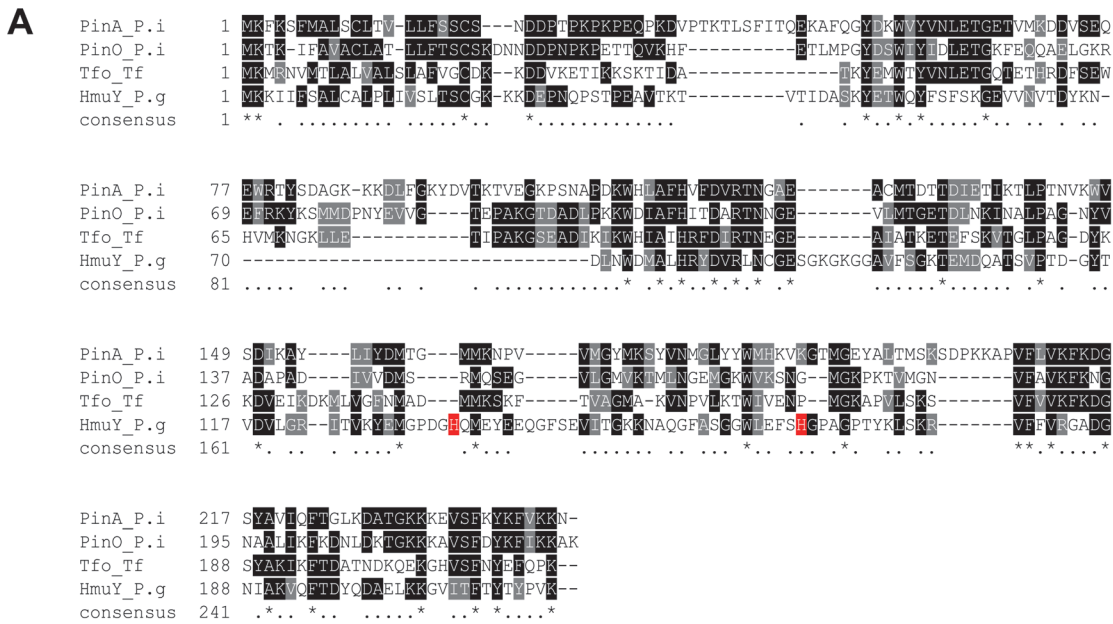 A
PinA_P.i 1 MKFKSFMALSCLTV-LLFSSCS---NDDPTPKPKPEQPKDVPTKTLSFITQEKAFQGYDKWVYVNLETGETVMKDDVSEQ
PinO_P.i 1 MKTK-IFAVACLAT-LLFTSCSKDNNDDPNPKPETTQVKHF----------ETLMPGYDSWIYIDLETGKFEQQAELGKR
Tfo_Tf 1 MKMRNVMTLALVALSLAFVGCDK--KDDVKETIKKSKTIDA--------------TKYEMWTYVNLETGQTETHRDFSEW
HmuY_P.g 1 MKKIIFSALCALPLIVSLTSCGK-KKDEPNQPSTPEAVTKT---------VTIDASKYETWQYFSFSKGEVVNVTDYKN-
consensus 1 ** . ............... * .. . *............. . . *. * .* ..... * ... .. .. ..
PinA_P.i 77 EWRTYSDAGK-KKDLFGKYDVTKTVEGKPSNAPDKWHLAFHVFDVRTNGAE-------ACMTDTTDIETIKTLPTNVKWV
PinO_P.i 69 EFRKYKSMMDPNYEVVG----TEPAKGTDADLPKKWDIAFHITDARTNNGE-------VLMTGETDLNKINALPAG-NYV
Tfo_Tf 65 HVMKNGKLLE-----------TIPAKGSEADIKIKWHIAIHRFDIRTNEGE-------AIATKETEFSKVTGLPAG-DYK
HmuY_P.g 70 --------------------------------DLNWDMALHRYDVRLNCGESGKGKGGAVFSGKTEMDQATSVPTD-GYT
consensus 81 ..... .. .. . . ... .... ..... * .* *. .* * *. * ... .. *..... ..* . ..
PinA_P.i 149 SDIKAY----LIYDMTG---MMKNPV------VMGYMKSYVNMGLYYWMHKVKGTMGEYALTMSKSDPKKAPVFLVKFKDG
PinO_P.i 137 ADAPAD----IVVDMS----RMQSEG------VLGMVKTMLNGEMGKWVKSNG--MGKPKTVMGN-------VFAVKFKNG
Tfo_Tf 126 KDVEIKDKMLVGFNMAD---DMMKSKF-----TVAGMA-KVNPVLKTWIVENP--MGKAPVLSKS-------VFVVKFKDG
HmuY_P.g 117 VDVLGR--ITVKYEMGPDGHQMEYEEQGFSEVITGKKNAQGFASGGWLEFSHGPAGPTYKLSKR-------VFFVRGADG
consensus 161 * .. . ... * . * . .... .. .... .. * . .. *.. . .. . ** * .. .*
PinA_P.i 217 SYAVIQFTGLKDATGKKKEVSFKYKFVKKN-
PinO_P.i 195 NAALIKFKDNLDKTGKKKAVSFDYKFIKKAK
Tfo_Tf 188 SYAKIKFTDATNDKQEKGHVSFNYEFQPK--
HmuY_P.g 188 NIAKVQFTDYQDAELKKGVITFTYTYPVK--
consensus 241 .*.. *.. .... * ...* * .. . *